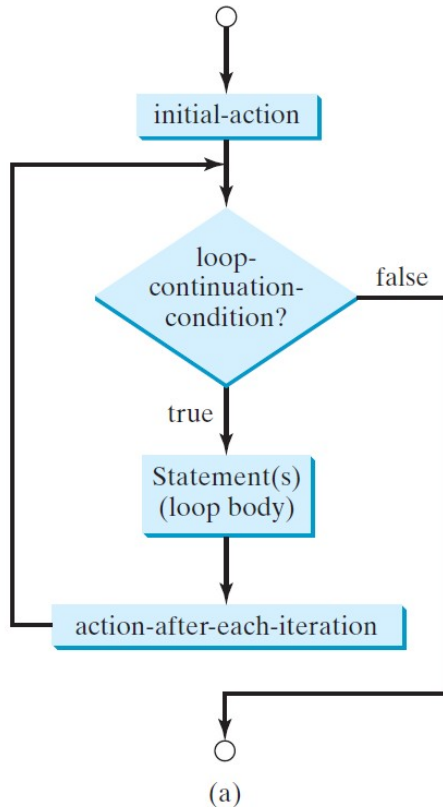 initial-action
loop-
continuation-
condition?
false
true
Statement(s)
(loop body)
action-after-each-iteration
(a)